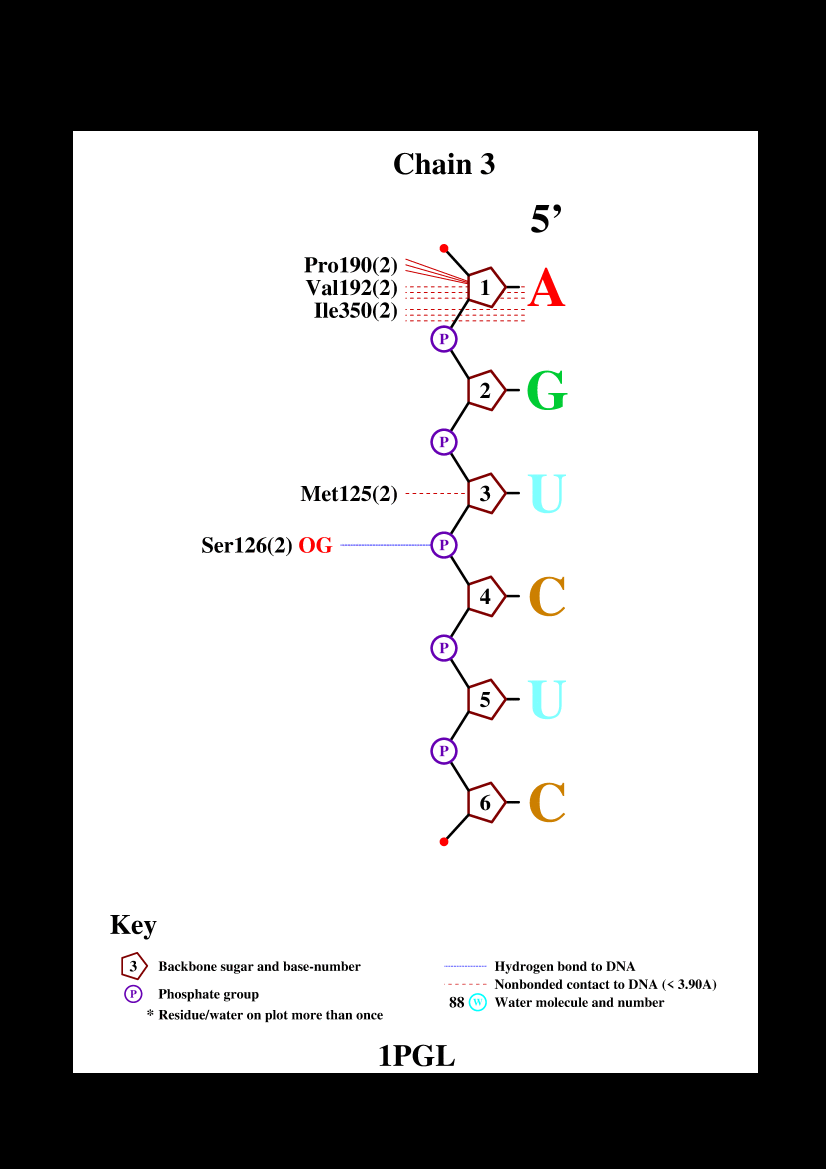 Chain 3
5’
Pro190(2)
Val192(2)
Ile350(2)
1 A
P
2 G
P
Met125(2) 3 U
Ser126(2) OG P
4 C
P
5 U
P
6 C
Key
3 Backbone sugar and base-number
P Phosphate group
* Residue/water on plot more than once
Hydrogen bond to DNA
Nonbonded contact to DNA (< 3.90A)
88 W Water molecule and number
1PGL